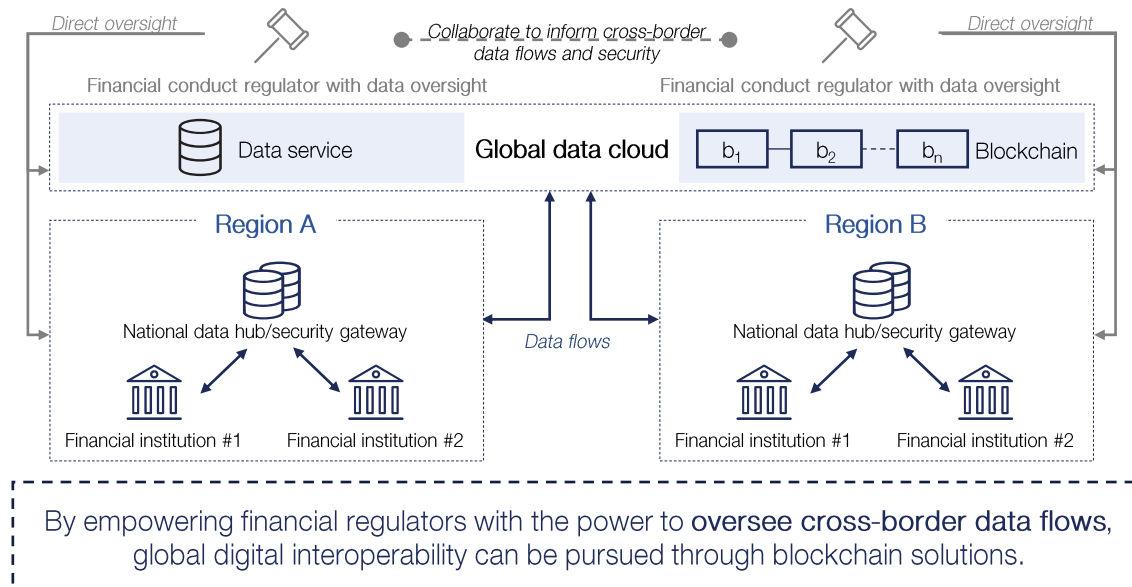 Direct oversight
Collaborate to inform cross-border
data flows and security
Direct oversight
Financial conduct regulator with data oversight
Financial conduct regulator with data oversight
Data service
Global data cloud
b1
b2
bn
Blockchain
Region A
Region B
National data hub/security gateway
National data hub/security gateway
Data flows
Financial institution #1
Financial institution #2
Financial institution #1
Financial institution #2
By empowering financial regulators with the power to oversee cross-border data flows,
global digital interoperability can be pursued through blockchain solutions.